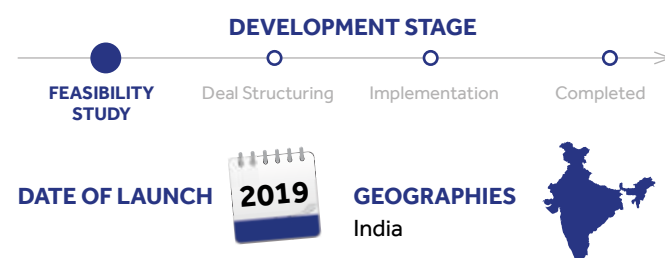 DEVELOPMENT STAGE
FEASIBILITY
STUDY
Deal Structuring
Implementation
Completed
DATE OF LAUNCH
2019
GEOGRAPHIES
India